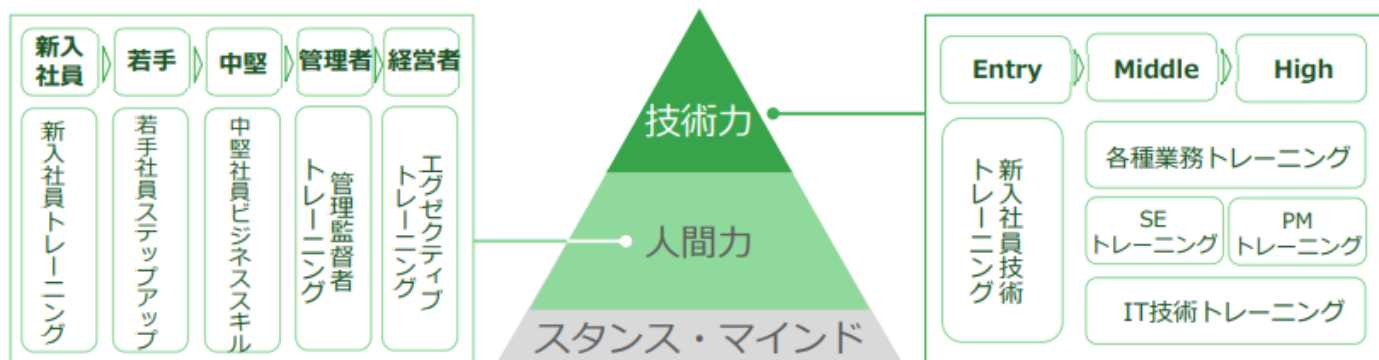 新入
社員
若手
中堅
管理者
経営者
新入社員トレーニング
若手社員ステップアップ
中堅社員ビジネススキル
管理監督者
トレーニング
エグゼクティブ
トレーニング
技術力
人間力
スタンス・マインド
Entry
Middle
High
新入社員技術
トレーニング
各種業務トレーニング
SE
トレーニング
PM
トレーニング
IT技術トレーニング